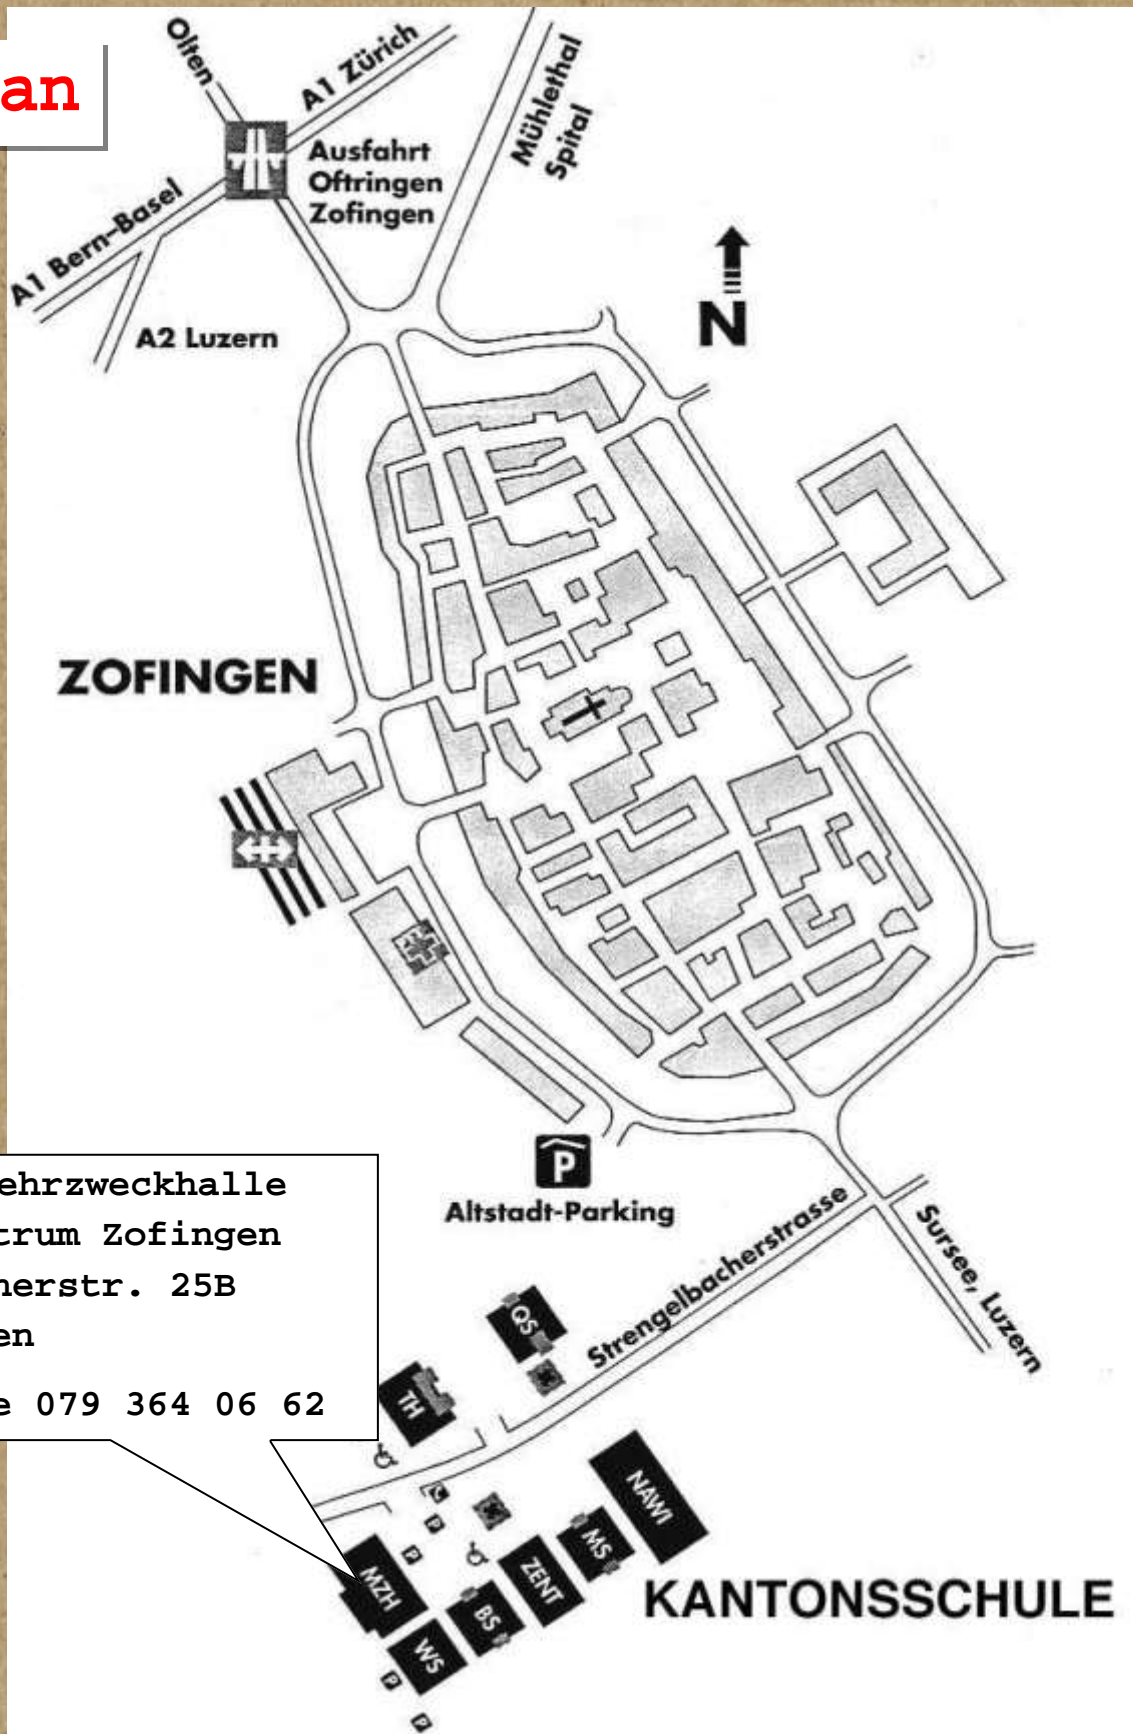 an
Olten
A1 Zürich
Mühlethal
Spital
Ausfahrt
Oftringen
Zofingen
A1 Bern-Basel
A2 Luzern
N
ZOFINGEN
P
Altstadt-Parking
ehrzweckhalle
trum Zofingen
herstr. 25B
en
e 079 364 06 62
Strengelbacherstrasse
Sursee, Luzern
QS
TH
NAWI
MS
ZENT
MZH
BS
WS
P
P
P
P
KANTONSSCHULE